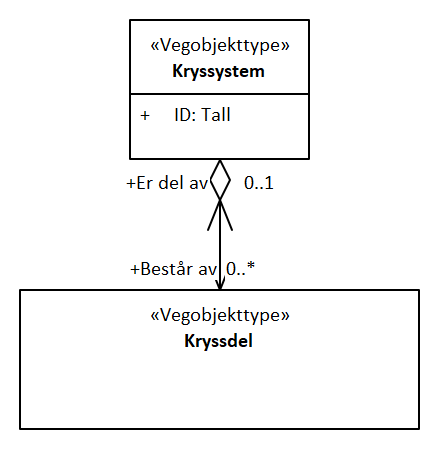 «Vegobjekttype»
Kryssystem
+ ID: Tall
+Er del av 0..1
+Består av 0..*
«Vegobjekttype»
Kryssdel